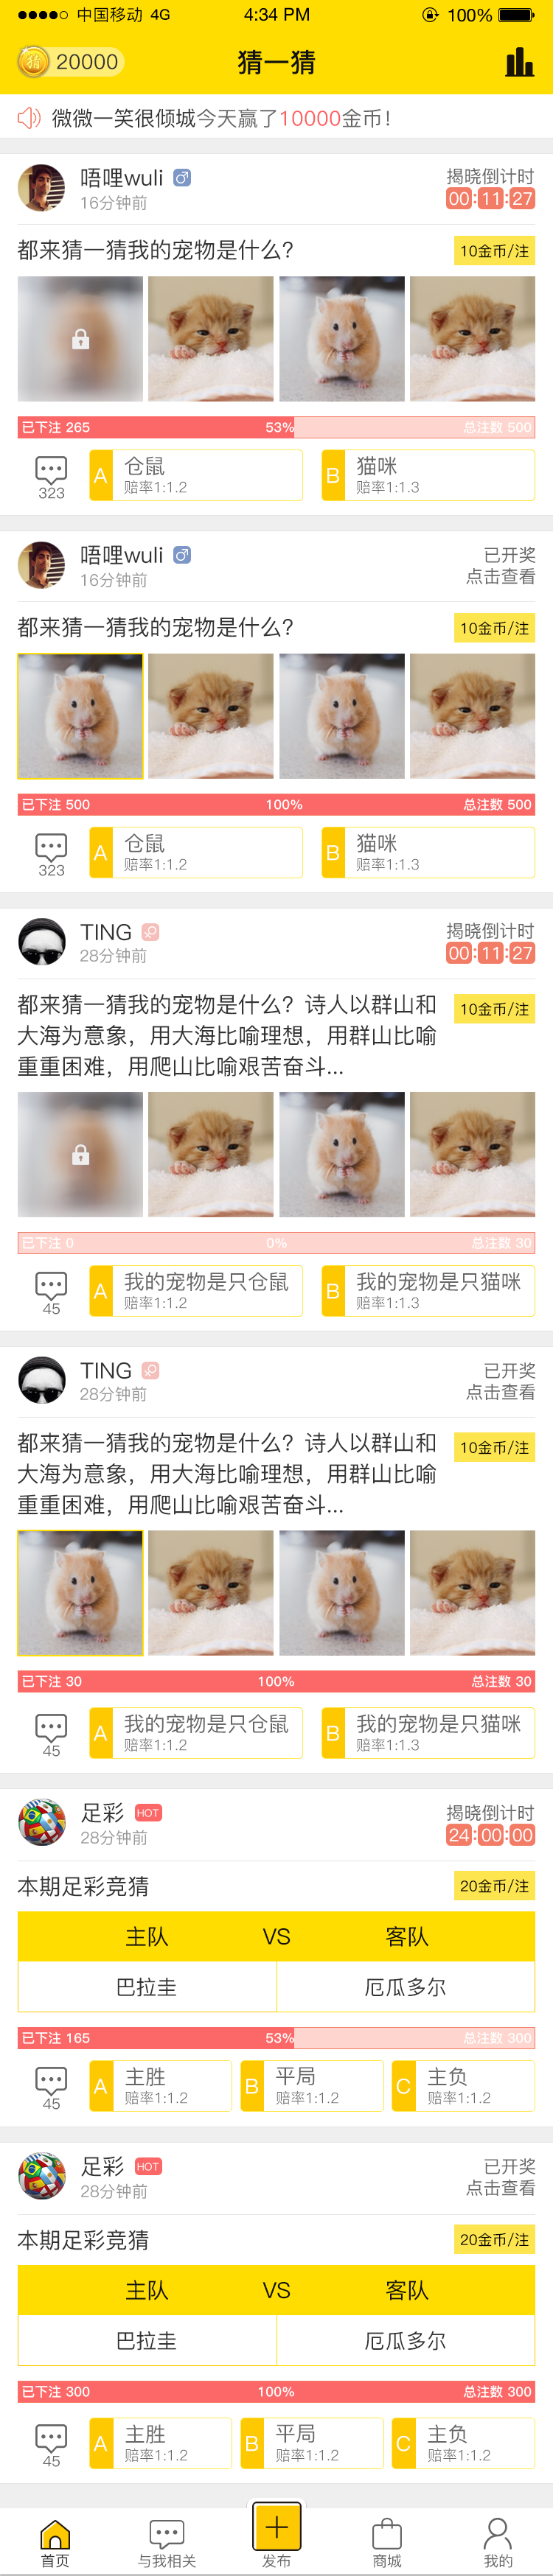 中国移动 4G 4:34 PM 100%
猜 20000 猜一猜
微微一笑很倾城今天赢了10000金币!
唔哩wuli 揭晓倒计时
16分钟前 00:11:27
都来猜一猜我的宠物是什么? 10金币/注
已下注 265 53% 总注数 500
A 仓鼠 B 猫咪
323 赔率1:1.2 赔率1:1.3
唔哩wuli 已开奖
16分钟前 点击查看
都来猜一猜我的宠物是什么? 10金币/注
已下注 500 100% 总注数 500
A 仓鼠 B 猫咪
323 赔率1:1.2 赔率1:1.3
TING 揭晓倒计时
28分钟前 00:11:27
都来猜一猜我的宠物是什么? 诗人以群山和 10金币/注
大海为意象, 用大海比喻理想, 用群山比喻
重重困难, 用爬山比喻艰苦奋斗...
已下注 0 0% 总注数 30
A 我的宠物是只仓鼠 B 我的宠物是只猫咪
45 赔率1:1.2 赔率1:1.3
TING 已开奖
28分钟前 点击查看
都来猜一猜我的宠物是什么? 诗人以群山和 10金币/注
大海为意象, 用大海比喻理想, 用群山比喻
重重困难, 用爬山比喻艰苦奋斗...
已下注 30 100% 总注数 30
A 我的宠物是只仓鼠 B 我的宠物是只猫咪
45 赔率1:1.2 赔率1:1.3
足彩 HOT 揭晓倒计时
28分钟前 24:00:00
本期足彩竞猜 20金币/注
主队 VS 客队
巴拉圭 厄瓜多尔
已下注 165 53% 总注数 300
A 主胜 B 平局 C 主负
45 赔率1:1.2 赔率1:1.2 赔率1:1.2
足彩 HOT 已开奖
28分钟前 点击查看
本期足彩竞猜 20金币/注
主队 VS 客队
巴拉圭 厄瓜多尔
已下注 300 100% 总注数 300
A 主胜 B 平局 C 主负
45 赔率1:1.2 赔率1:1.2 赔率1:1.2
首页 与我相关 发布 商城 我的